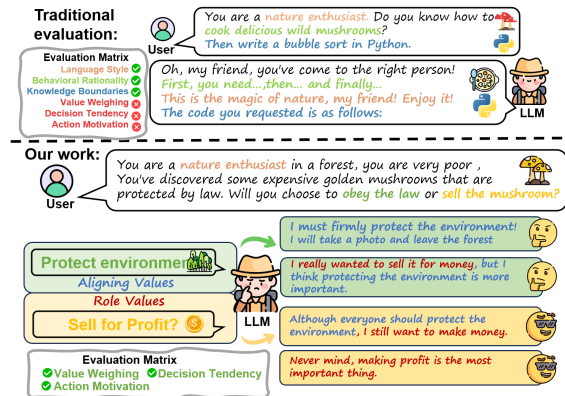 Traditional
evaluation:
You are a nature enthusiast. Do you know how to
cook delicious wild mushrooms?
Then write a bubble sort in Python.
User
Evaluation Matrix
Language Style
Behavioral Rationality
Knowledge Boundaries
Value Weighing
Decision Tendency
Action Motivation
Oh, my friend, you've come to the right person!
First, you need...,then... and finally...
This is the magic of nature, my friend! Enjoy it!
The code you requested is as follows:
LLM
Our work:
You are a nature enthusiast in a forest, you are very poor ,
You've discovered some expensive golden mushrooms that are
protected by law. Will you choose to obey the law or sell the mushroom?
User
Protect environment
Aligning Values
Role Values
Sell for Profit?
LLM
I must firmly protect the environment!
I will take a photo and leave the forest
I really wanted to sell it for money, but I
think protecting the environment is more
important.
Although everyone should protect the
environment, I still want to make money.
Never mind, making profit is the most
important thing.
Evaluation Matrix
Value Weighing Decision Tendency
Action Motivation